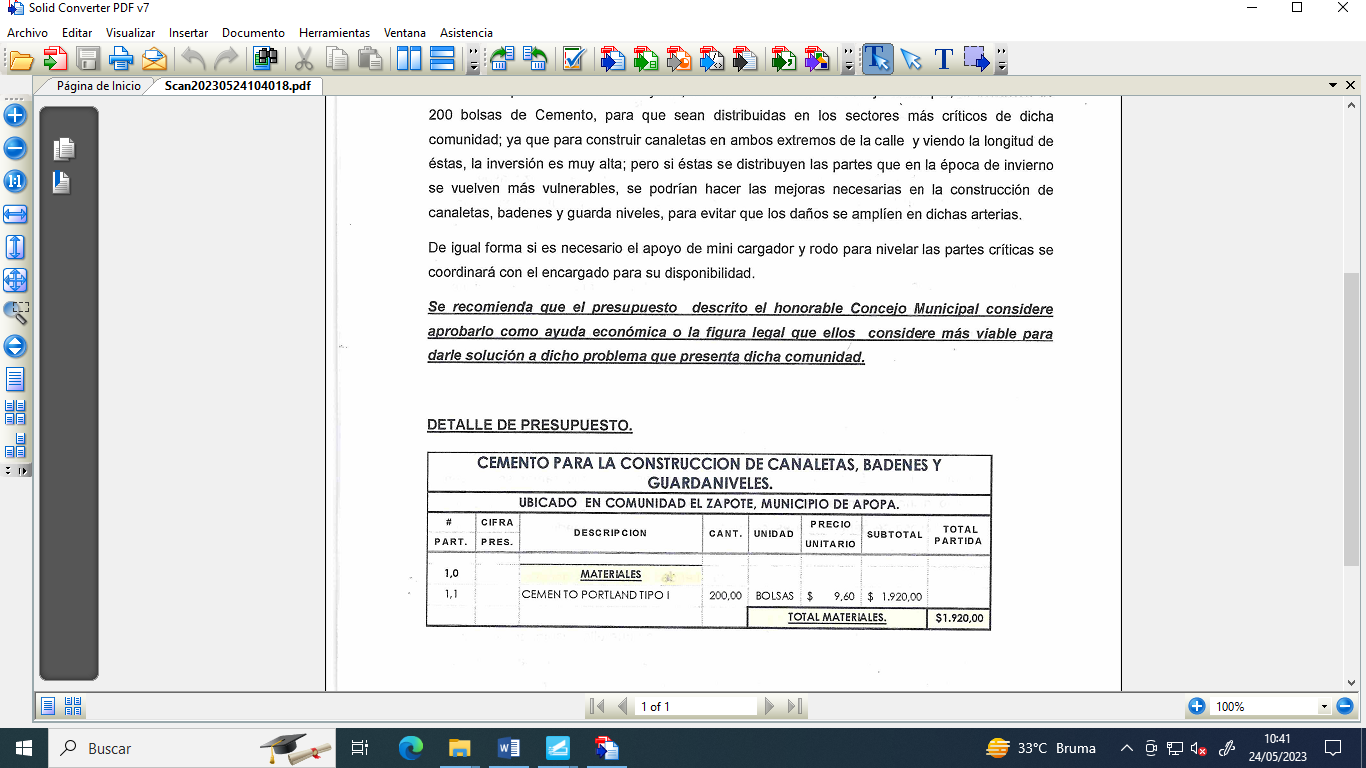 Solid Converter PDF v7
Archivo Editar Visualizar Insertar Documento Herramientas Ventana Asistencia
Página de Inicio Scan20230524104018.pdf
200 bolsas de Cemento, para que sean distribuidas en los sectores más críticos de dicha
comunidad; ya que para construir canaletas en ambos extremos de la calle y viendo la longitud de
éstas, la inversión es muy alta; pero si éstas se distribuyen las partes que en la época de invierno
se vuelven más vulnerables, se podrían hacer las mejoras necesarias en la construcción de
canaletas, badenes y guarda niveles, para evitar que los daños se amplíen en dichas arterias.
De igual forma si es necesario el apoyo de mini cargador y rodo para nivelar las partes críticas se
coordinará con el encargado para su disponibilidad.
Se recomienda que el presupuesto descrito el honorable Concejo Municipal considere
aprobarlo como ayuda económica o la figura legal que ellos considere más viable para
darle solución a dicho problema que presenta dicha comunidad.
DETALLE DE PRESUPUESTO.
CEMENTO PARA LA CONSTRUCCION DE CANALETAS, BADENES Y
GUARDANIVELES.
UBICADO EN COMUNIDAD EL ZAPOTE, MUNICIPIO DE APOPA.
# PART. CIFRA PRES. DESCRIPCION CANT. UNIDAD PRECIO UNITARIO SUBTOTAL TOTAL PARTIDA
1,0 MATERIALES
1,1 CEMENTO PORTLAND TIPO I 200,00 BOLSAS $ 9,60 $ 1.920,00
TOTAL MATERIALES. $1.920,00
1 of 1
100%
Buscar
33°C Bruma
10:41
24/05/2023